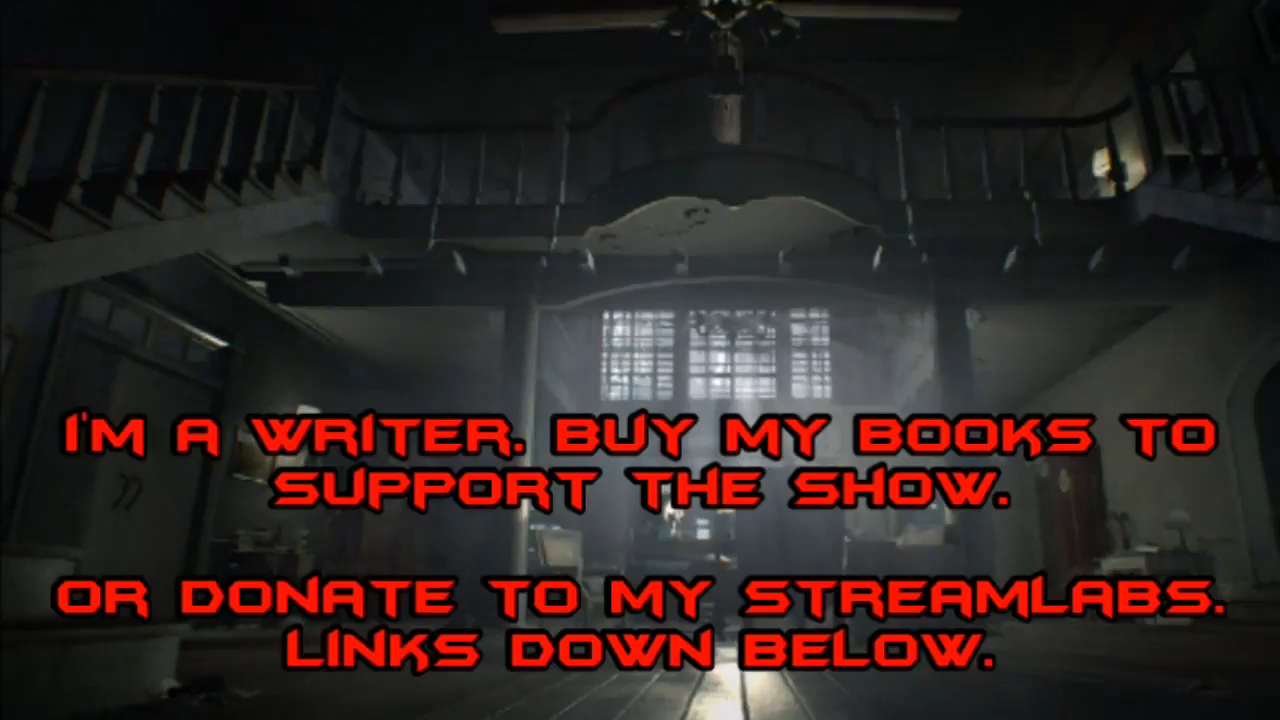 I'M A WRITER. BUY MY BOOKS TO
SUPPORT THE SHOW.
OR DONATE TO MY STREAMLABS.
LINKS DOWN BELOW.